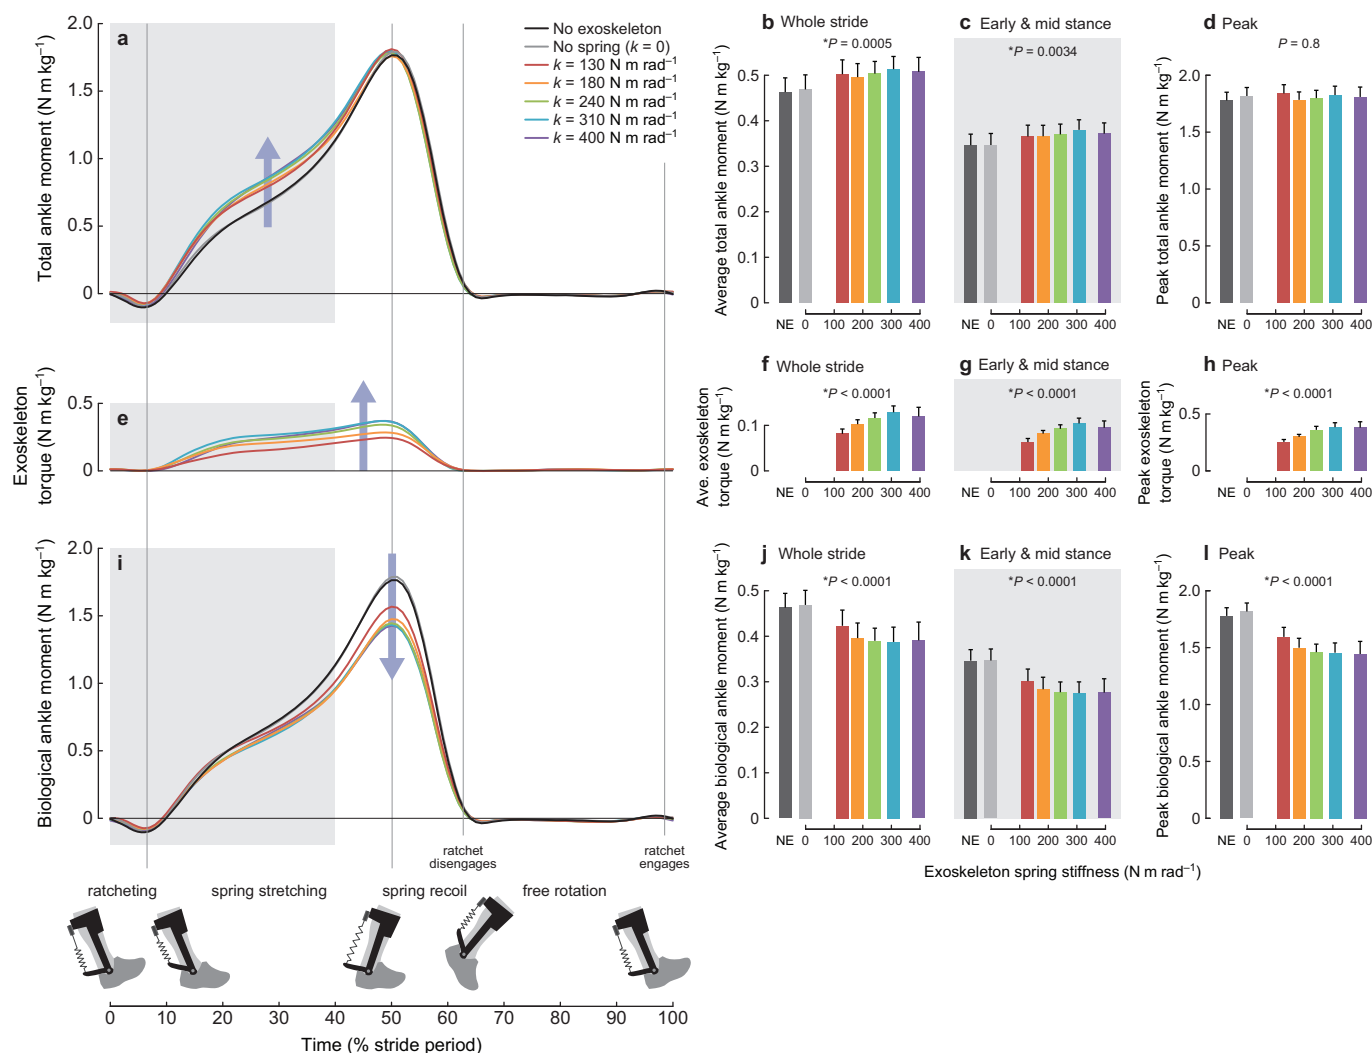 a
Total ankle moment (N m kg⁻¹)
2.0
1.5
1.0
0.5
0
No exoskeleton
No spring (k = 0)
k = 130 N m rad⁻¹
k = 180 N m rad⁻¹
k = 240 N m rad⁻¹
k = 310 N m rad⁻¹
k = 400 N m rad⁻¹
b Whole stride
*P = 0.0005
Average total ankle moment (N m kg⁻¹)
0.5
0.4
0.3
0.2
0.1
0
NE 0 100 200 300 400
c Early & mid stance
*P = 0.0034
NE 0 100 200 300 400
d Peak
P = 0.8
Peak total ankle moment (N m kg⁻¹)
2.0
1.5
1.0
0.5
0
NE 0 100 200 300 400
e
Exoskeleton
torque (N m kg⁻¹)
0.5
0
f Whole stride
*P < 0.0001
Ave. exoskeleton
torque (N m kg⁻¹)
0.1
0
NE 0 100 200 300 400
g Early & mid stance
*P < 0.0001
NE 0 100 200 300 400
h Peak
*P < 0.0001
Peak exoskeleton
torque (N m kg⁻¹)
0.5
0
NE 0 100 200 300 400
i
Biological ankle moment (N m kg⁻¹)
2.0
1.5
1.0
0.5
0
ratchet
disengages
ratchet
engages
j Whole stride
*P < 0.0001
Average biological ankle moment (N m kg⁻¹)
0.5
0.4
0.3
0.2
0.1
0
NE 0 100 200 300 400
k Early & mid stance
*P < 0.0001
NE 0 100 200 300 400
l Peak
*P < 0.0001
Peak biological ankle moment (N m kg⁻¹)
2.0
1.5
1.0
0.5
0
NE 0 100 200 300 400
Exoskeleton spring stiffness (N m rad⁻¹)
ratcheting spring stretching spring recoil free rotation
0 10 20 30 40 50 60 70 80 90 100
Time (% stride period)